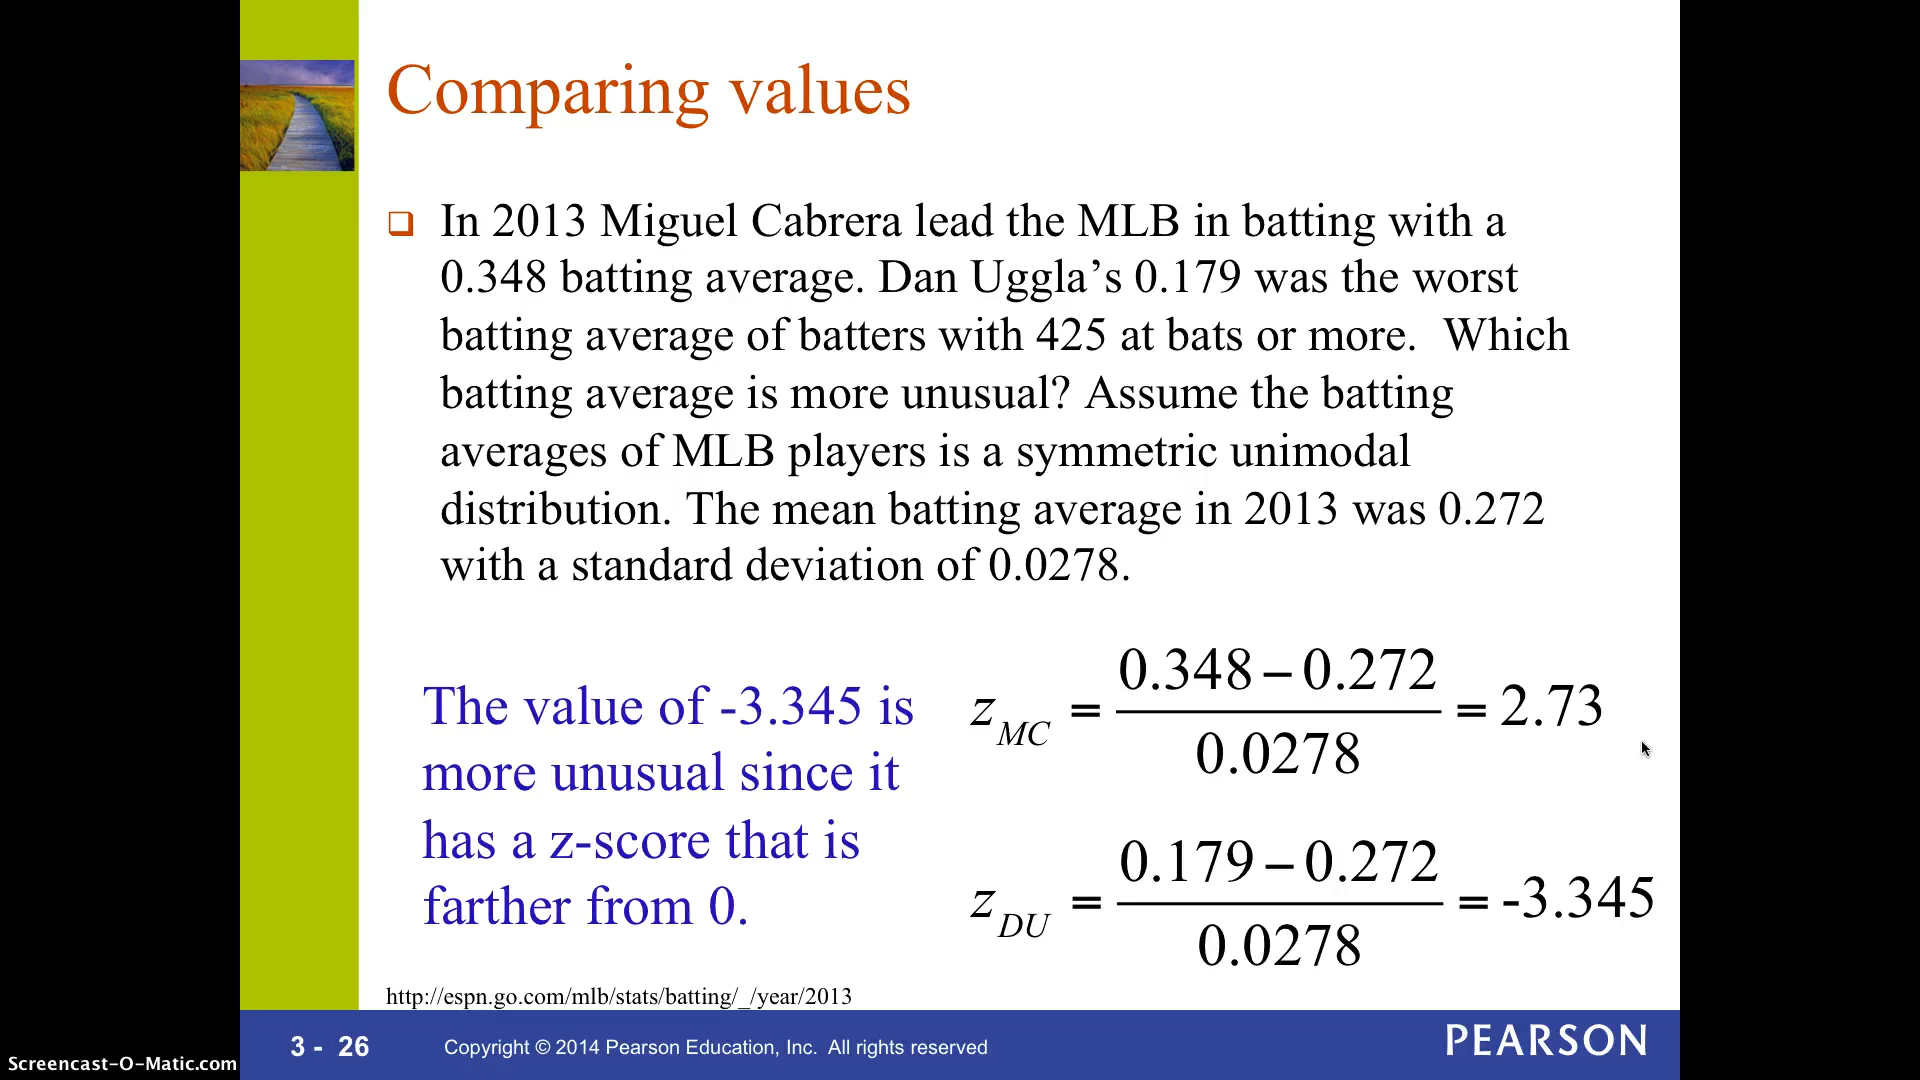 Comparing values
❑ In 2013 Miguel Cabrera lead the MLB in batting with a
0.348 batting average. Dan Uggla’s 0.179 was the worst
batting average of batters with 425 at bats or more.  Which
batting average is more unusual? Assume the batting
averages of MLB players is a symmetric unimodal
distribution. The mean batting average in 2013 was 0.272
with a standard deviation of 0.0278.
The value of -3.345 is
more unusual since it
has a z-score that is
farther from 0.
z_MC = (0.348 – 0.272) / 0.0278 = 2.73
z_DU = (0.179 – 0.272) / 0.0278 = -3.345
http://espn.go.com/mlb/stats/batting/_/year/2013
3 - 26
Copyright © 2014 Pearson Education, Inc.  All rights reserved
PEARSON
Screencast-O-Matic.com